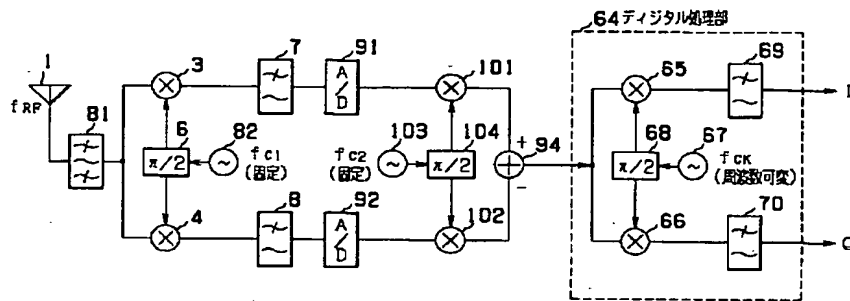 64 ディジタル処理部
1
f RF
81
3
7
91
A/D
101
65
69
I
6
82
π/2
~
f C1
(固定)
103
f C2
(固定)
104
π/2
+
94
−
68
π/2
67
~
f CK
(周波数可変)
4
8
92
A/D
102
66
70
Q